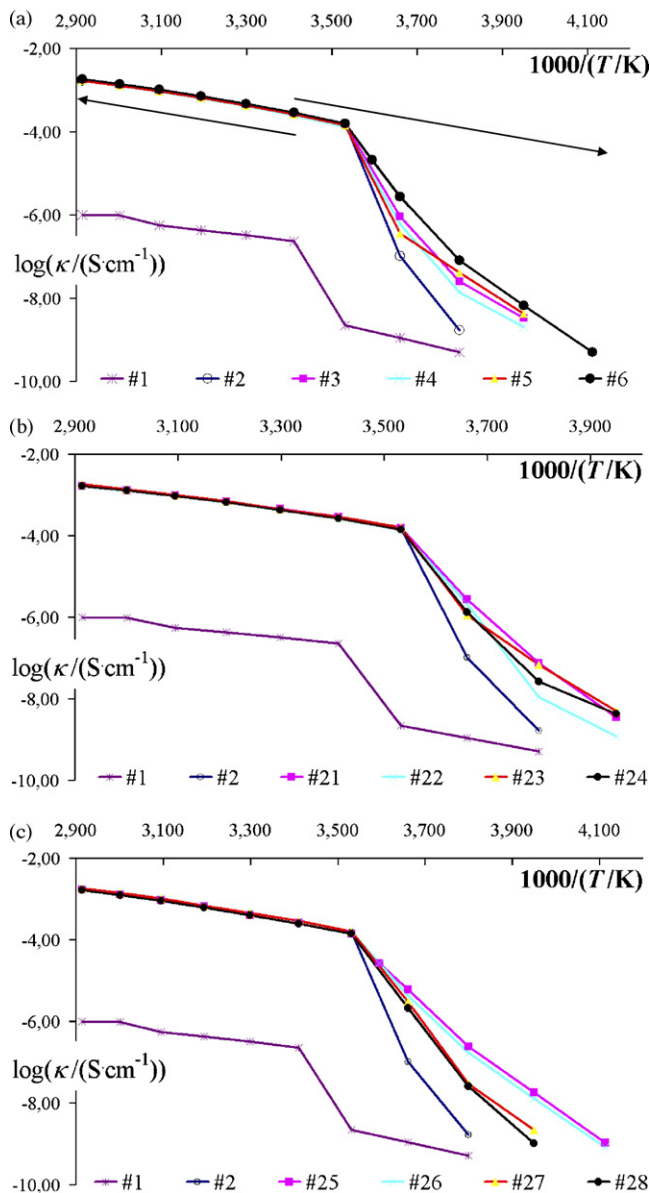 (a)
2,900 3,100 3,300 3,500 3,700 3,900 4,100
-2,00
1000/(T/K)
-4,00
-6,00
log(κ/(S·cm⁻¹))
-8,00
-10,00
#1 #2 #3 #4 #5 #6
(b)
2,900 3,100 3,300 3,500 3,700 3,900
-2,00
1000/(T/K)
-4,00
-6,00
log(κ/(S·cm⁻¹))
-8,00
-10,00
#1 #2 #21 #22 #23 #24
(c)
2,900 3,100 3,300 3,500 3,700 3,900 4,100
-2,00
1000/(T/K)
-4,00
-6,00
log(κ/(S·cm⁻¹))
-8,00
-10,00
#1 #2 #25 #26 #27 #28